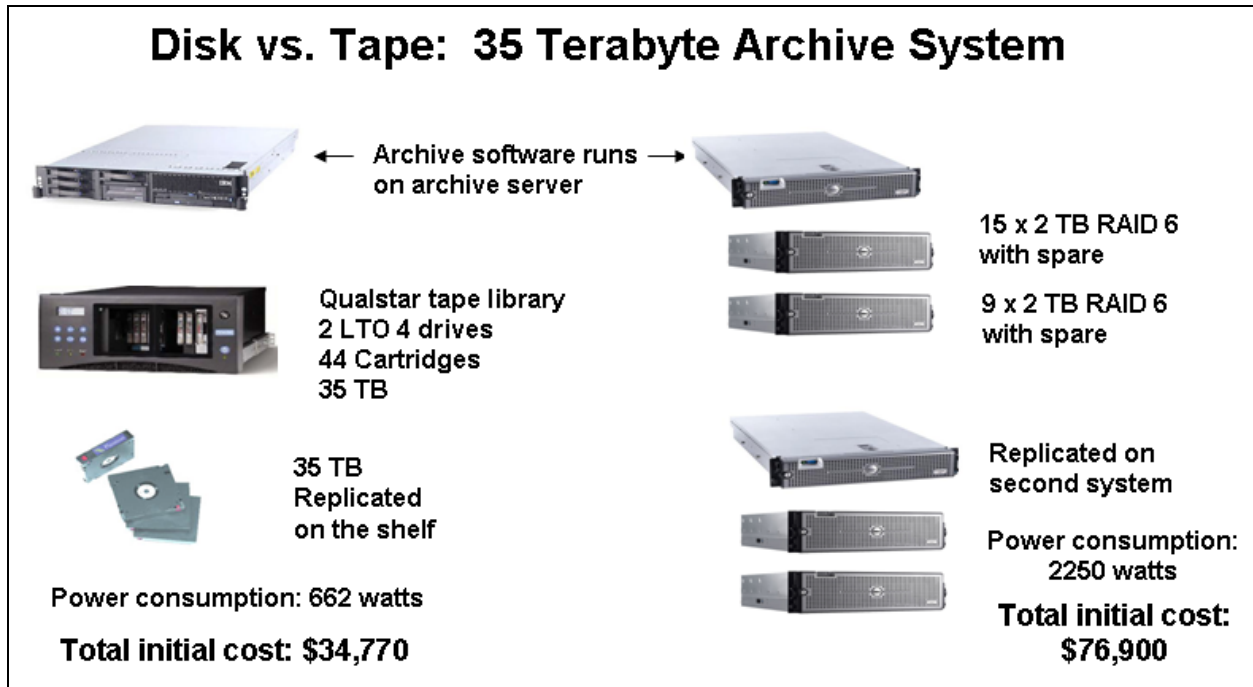 Disk vs. Tape:  35 Terabyte Archive System
Archive software runs
on archive server
Qualstar tape library
2 LTO 4 drives
44 Cartridges
35 TB
35 TB
Replicated
on the shelf
Power consumption: 662 watts
Total initial cost: $34,770
15 x 2 TB RAID 6
with spare
9 x 2 TB RAID 6
with spare
Replicated on
second system
Power consumption:
2250 watts
Total initial cost:
$76,900